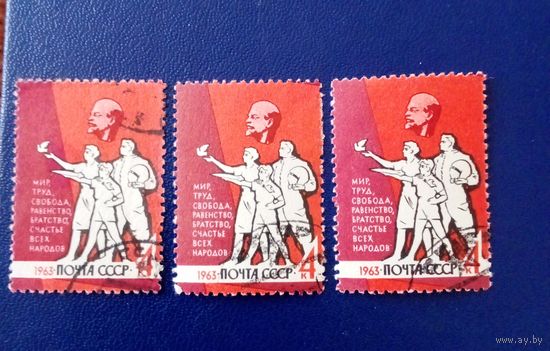 МИР,
ТРУД,
СВОБОДА,
РАВЕНСТВО,
БРАТСТВО,
СЧАСТЬЕ
ВСЕХ
НАРОДОВ
1963·ПОЧТА СССР 4
К
МИР,
ТРУД,
СВОБОДА,
РАВЕНСТВО,
БРАТСТВО,
СЧАСТЬЕ
ВСЕХ
НАРОДОВ
1963·ПОЧТА СССР 4
К
МИР,
ТРУД,
СВОБОДА,
РАВЕНСТВО,
БРАТСТВО,
СЧАСТЬЕ
ВСЕХ
НАРОДОВ
1963·ПОЧТА СССР 4
К
www.ay.by